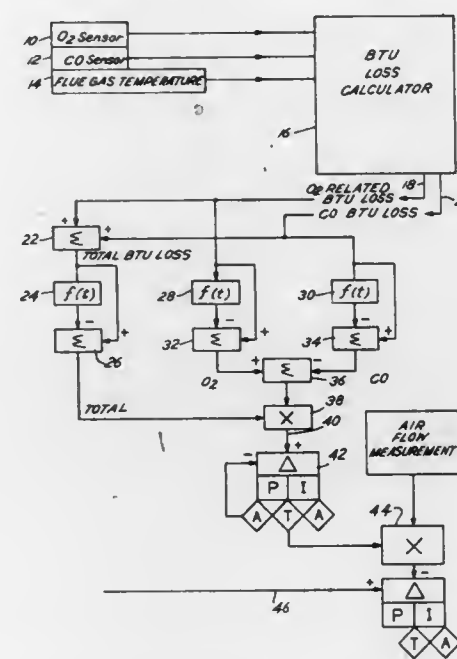 10
O2 Sensor
12
CO Sensor
14
FLUE GAS TEMPERATURE
BTU
LOSS
CALCULATOR
16
18
O2 RELATED
BTU LOSS
CO BTU LOSS
22
Σ
+
+
TOTAL BTU LOSS
24
f(t)
28
f(t)
30
f(t)
-
+
-
+
-
+
Σ
26
32
Σ
34
Σ
O2
+
Σ
-
36
CO
TOTAL
X
38
40
+
-
Δ
42
P I
A T A
AIR
FLOW
MEASUREMENT
44
X
-
+
Δ
46
P I
T A